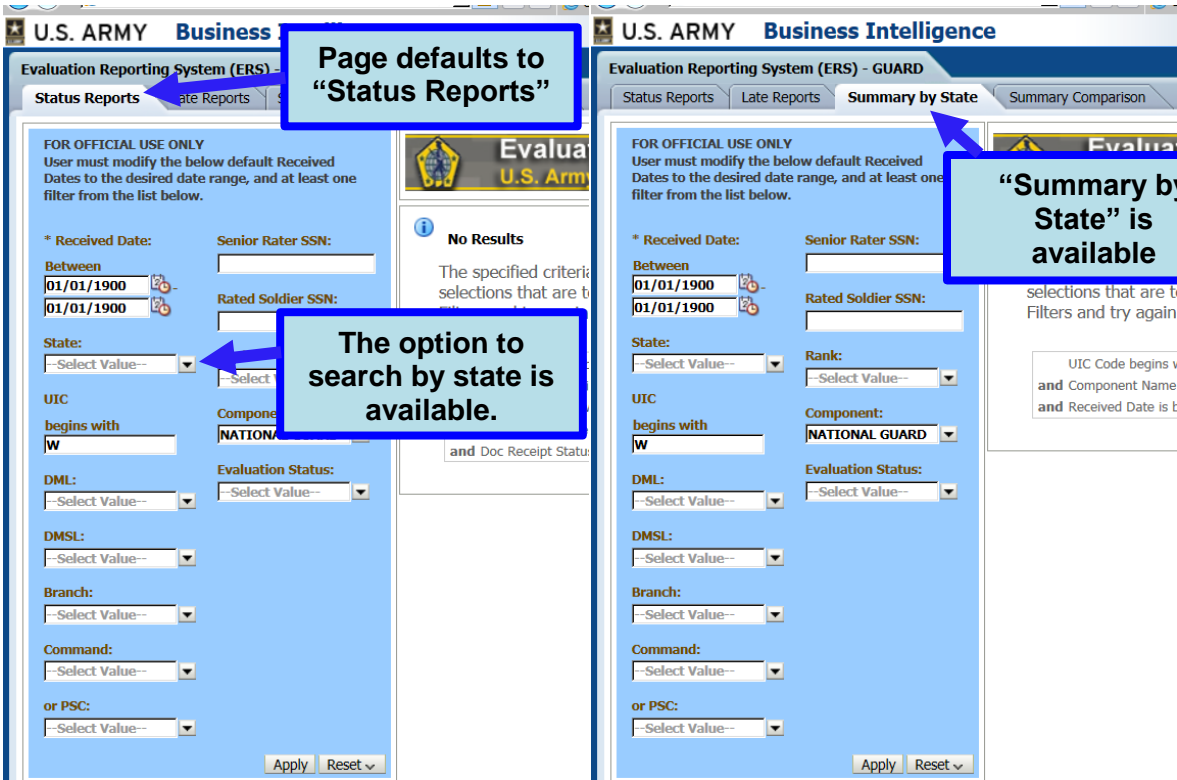 U.S. ARMY Business
Evaluation Reporting System (ERS) -
Status Reports ate Reports
Page defaults to
“Status Reports”
FOR OFFICIAL USE ONLY
User must modify the below default Received
Dates to the desired date range, and at least one
filter from the list below.
* Received Date:
Between
01/01/1900 -
01/01/1900
Senior Rater SSN:
Rated Soldier SSN:
State:
--Select Value--
The option to
search by state is
available.
--Select
UIC
begins with
W
Compone
NATIONAL
DML:
--Select Value--
Evaluation Status:
--Select Value--
DMSL:
--Select Value--
Branch:
--Select Value--
Command:
--Select Value--
or PSC:
--Select Value--
Apply Reset
Evalua
U.S. Army
No Results
The specified criteria
selections that are t
and Doc Receipt Statu
U.S. ARMY Business Intelligence
Evaluation Reporting System (ERS) - GUARD
Status Reports Late Reports Summary by State Summary Comparison
“Summary by
State” is
available
FOR OFFICIAL USE ONLY
User must modify the below default Received
Dates to the desired date range, and at least one
filter from the list below.
* Received Date:
Between
01/01/1900 -
01/01/1900
Senior Rater SSN:
Rated Soldier SSN:
State:
--Select Value--
Rank:
--Select Value--
UIC
begins with
W
Component:
NATIONAL GUARD
DML:
--Select Value--
Evaluation Status:
--Select Value--
DMSL:
--Select Value--
Branch:
--Select Value--
Command:
--Select Value--
or PSC:
--Select Value--
Apply Reset
Evalua
selections that are t
Filters and try again
UIC Code begins w
and Component Name
and Received Date is b